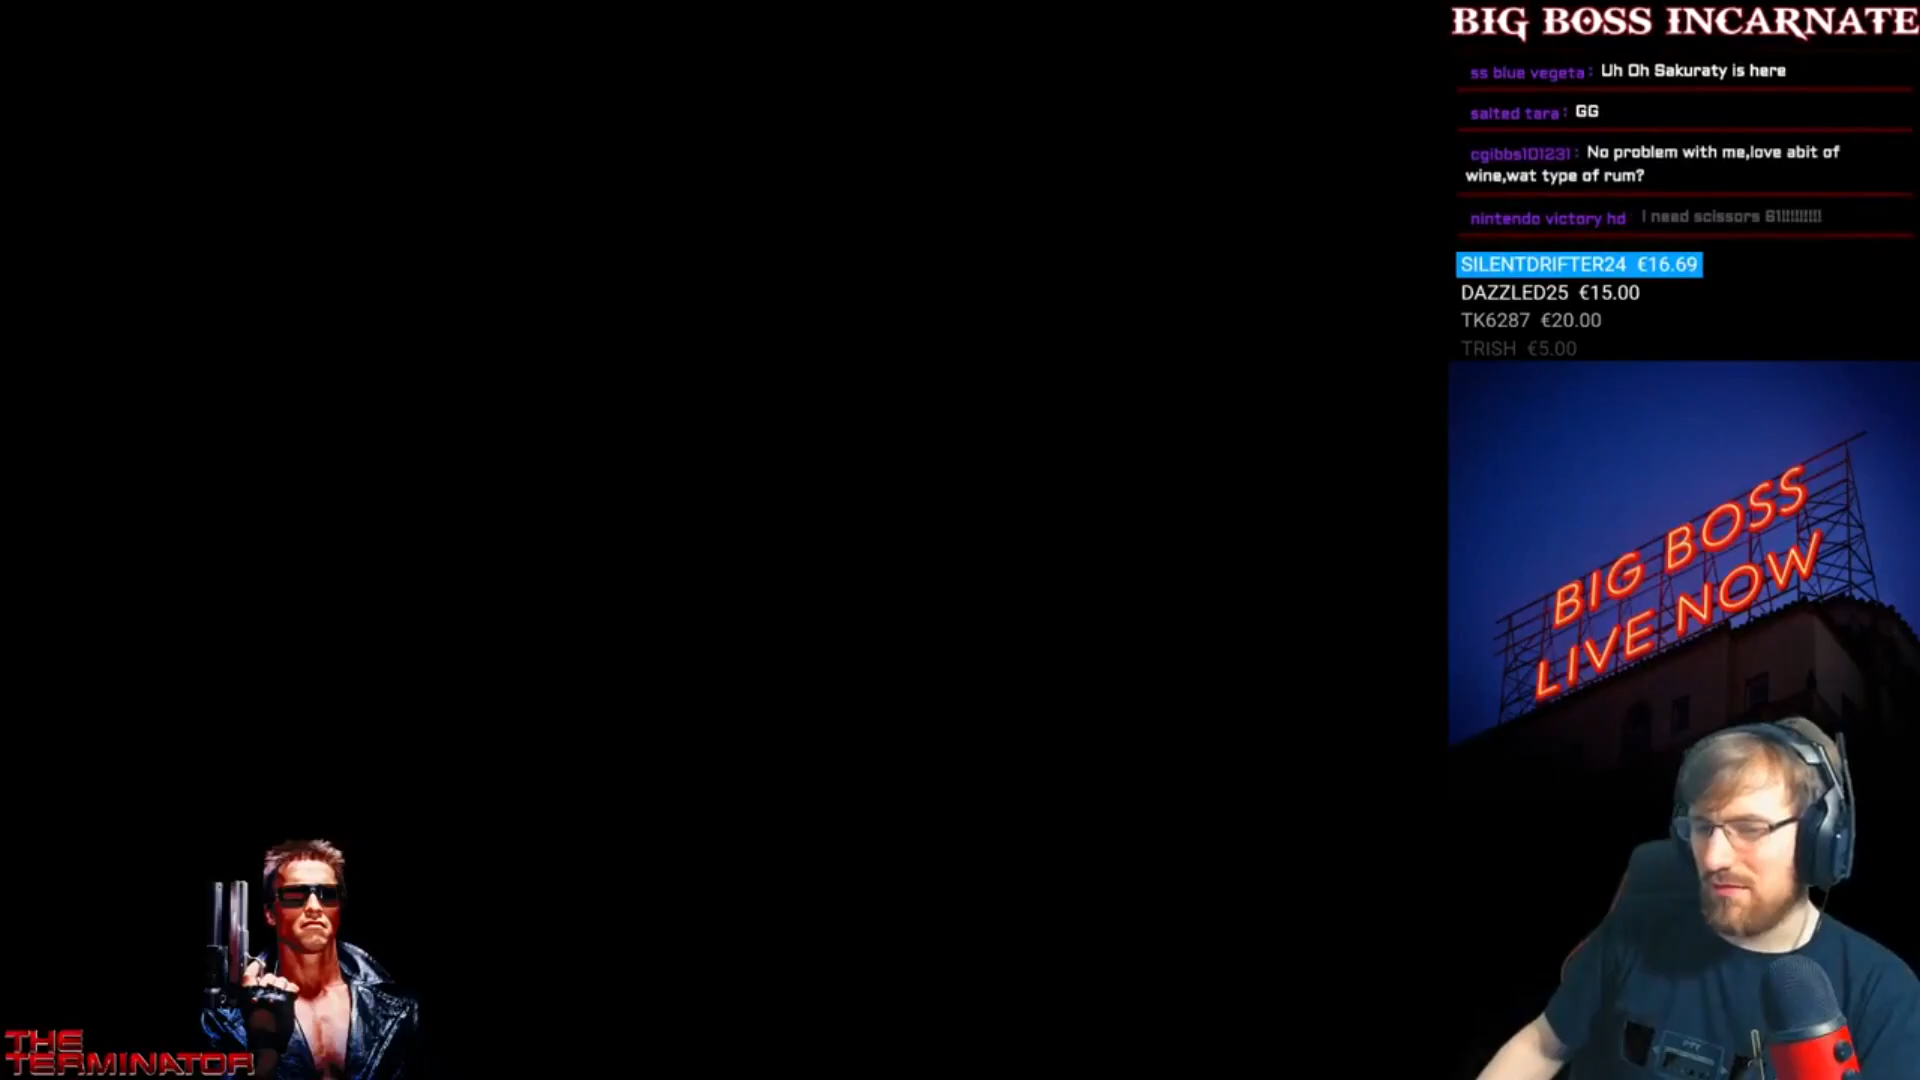 BIG BOSS INCARNATE
ss blue vegeta : Uh Oh Sakuraty is here
salted tara : GG
cgibbs101231 : No problem with me,love abit of
wine,wat type of rum?
nintendo victory hd I need scissors 61!!!!!!!!!!
SILENTDRIFTER24 €16.69
DAZZLED25 €15.00
TK6287 €20.00
TRISH €5.00
BIG BOSS
LIVE NOW
THE
TERMINATOR